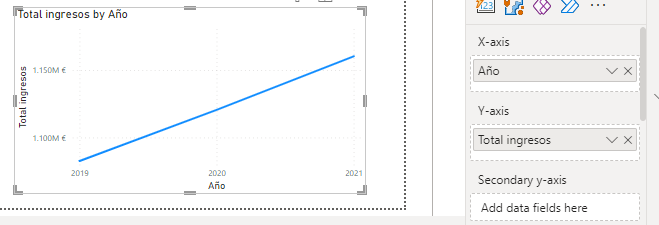 Total ingresos by Año
Total ingresos
1.150M €
1.100M €
2019
2020
2021
Año
123
...
X-axis
Año
Y-axis
Total ingresos
Secondary y-axis
Add data fields here